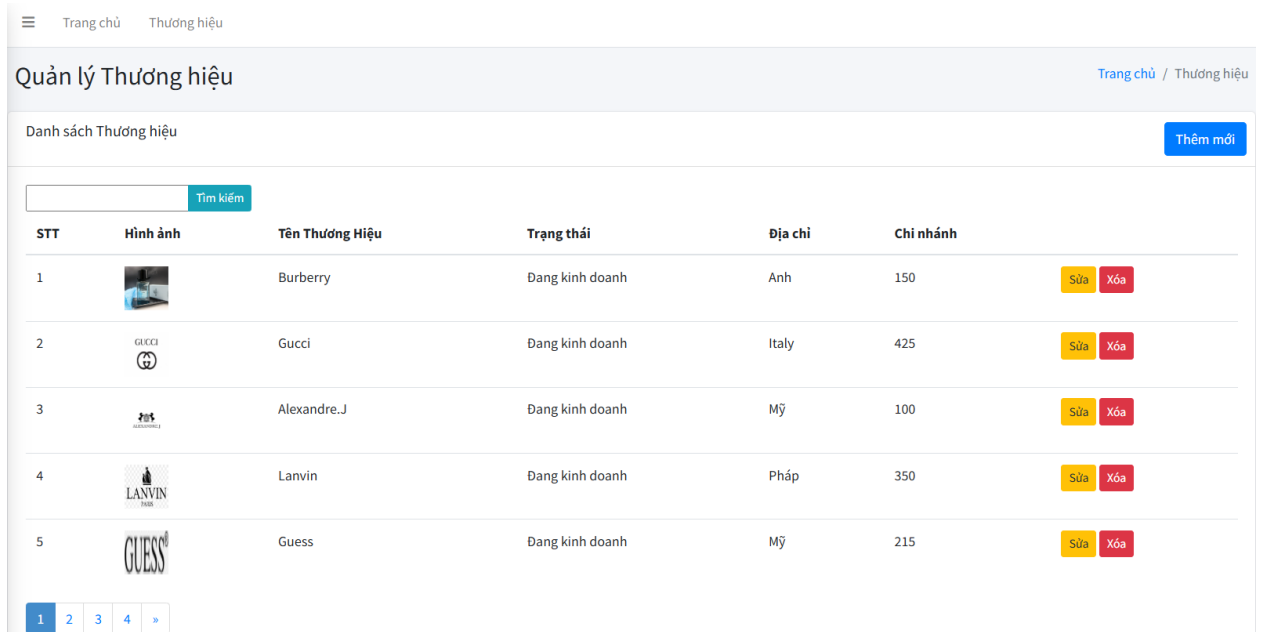 Trang chủ Thương hiệu
Quản lý Thương hiệu
Trang chủ / Thương hiệu
Danh sách Thương hiệu
Thêm mới
Tìm kiếm
STT Hình ảnh Tên Thương Hiệu Trạng thái Địa chỉ Chi nhánh
1 Burberry Đang kinh doanh Anh 150 Sửa Xóa
2 GUCCI Gucci Đang kinh doanh Italy 425 Sửa Xóa
3 ALEXANDRE.J Alexandre.J Đang kinh doanh Mỹ 100 Sửa Xóa
4 LANVIN PARIS Lanvin Đang kinh doanh Pháp 350 Sửa Xóa
5 GUESS® Guess Đang kinh doanh Mỹ 215 Sửa Xóa
1 2 3 4 »